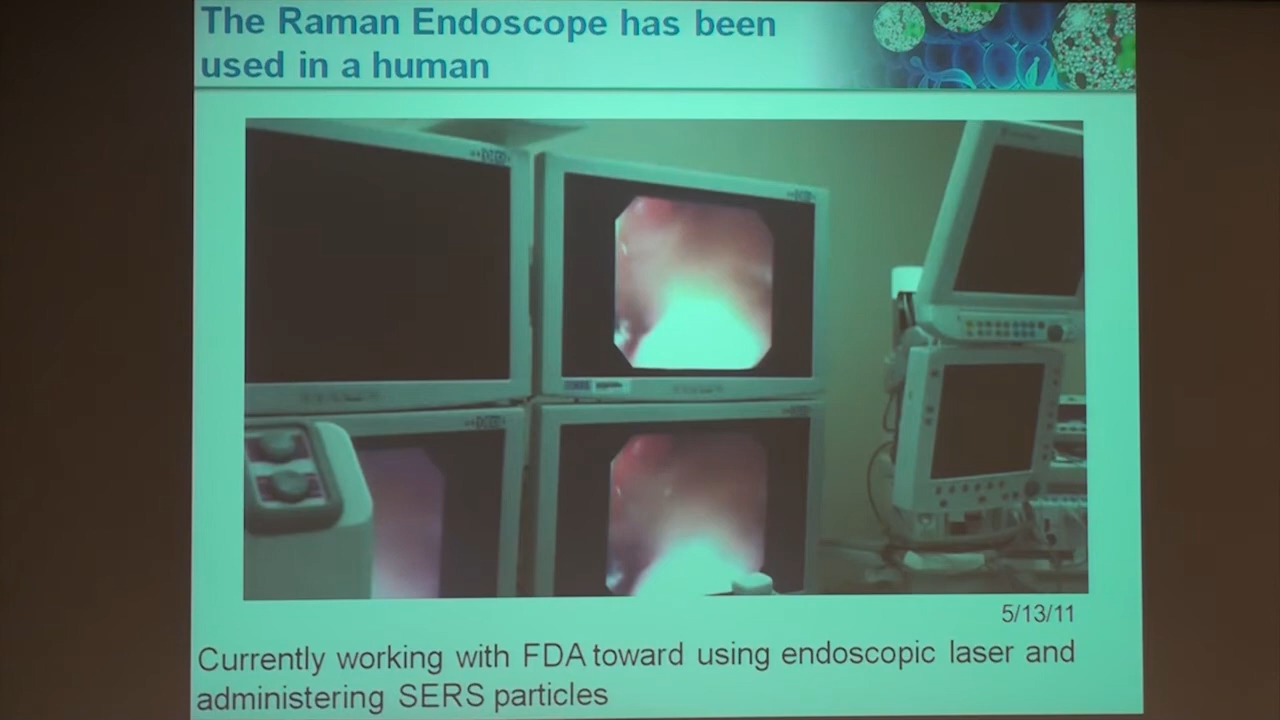 The Raman Endoscope has been
used in a human
5/13/11
Currently working with FDA toward using endoscopic laser and
administering SERS particles